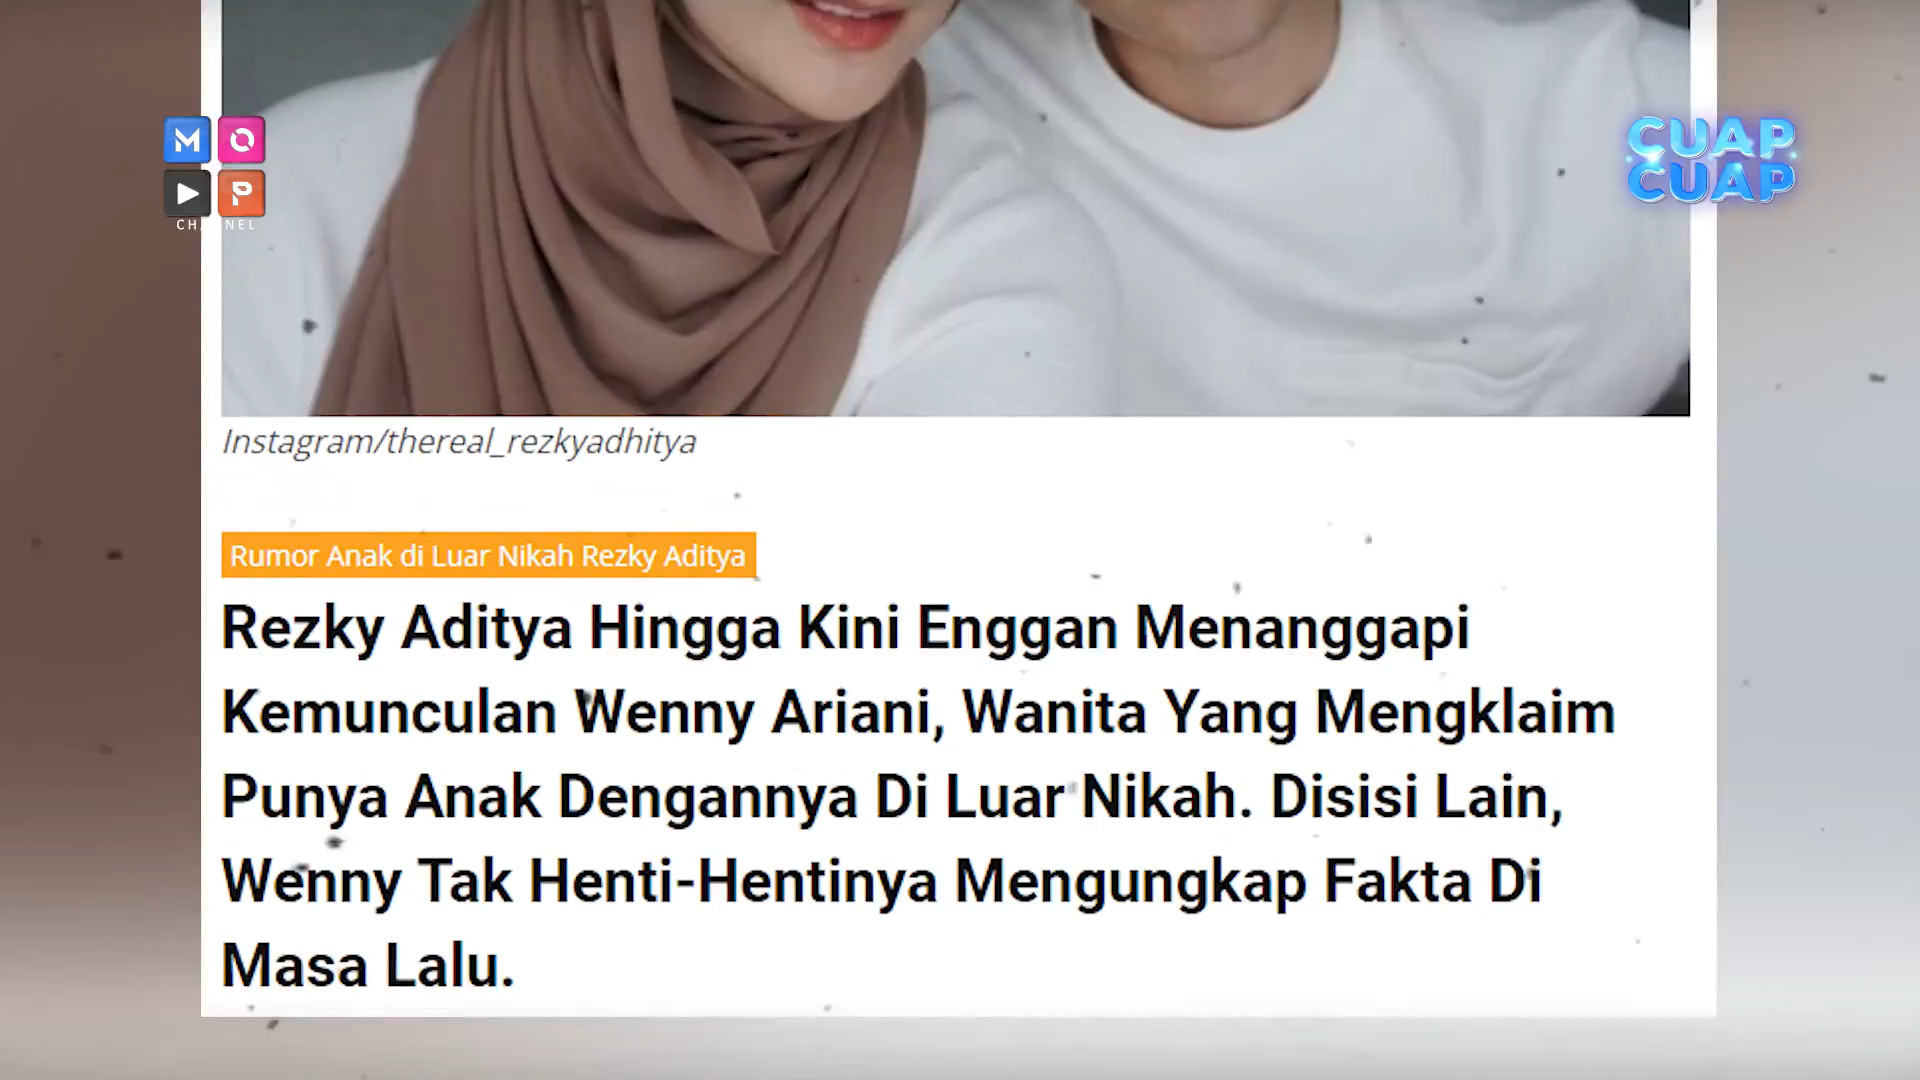 MOP
CHANNEL
CUAP
CUAP
Instagram/thereal_rezkyadhitya
Rumor Anak di Luar Nikah Rezky Aditya
Rezky Aditya Hingga Kini Enggan Menanggapi
Kemunculan Wenny Ariani, Wanita Yang Mengklaim
Punya Anak Dengannya Di Luar Nikah. Disisi Lain,
Wenny Tak Henti-Hentinya Mengungkap Fakta Di
Masa Lalu.